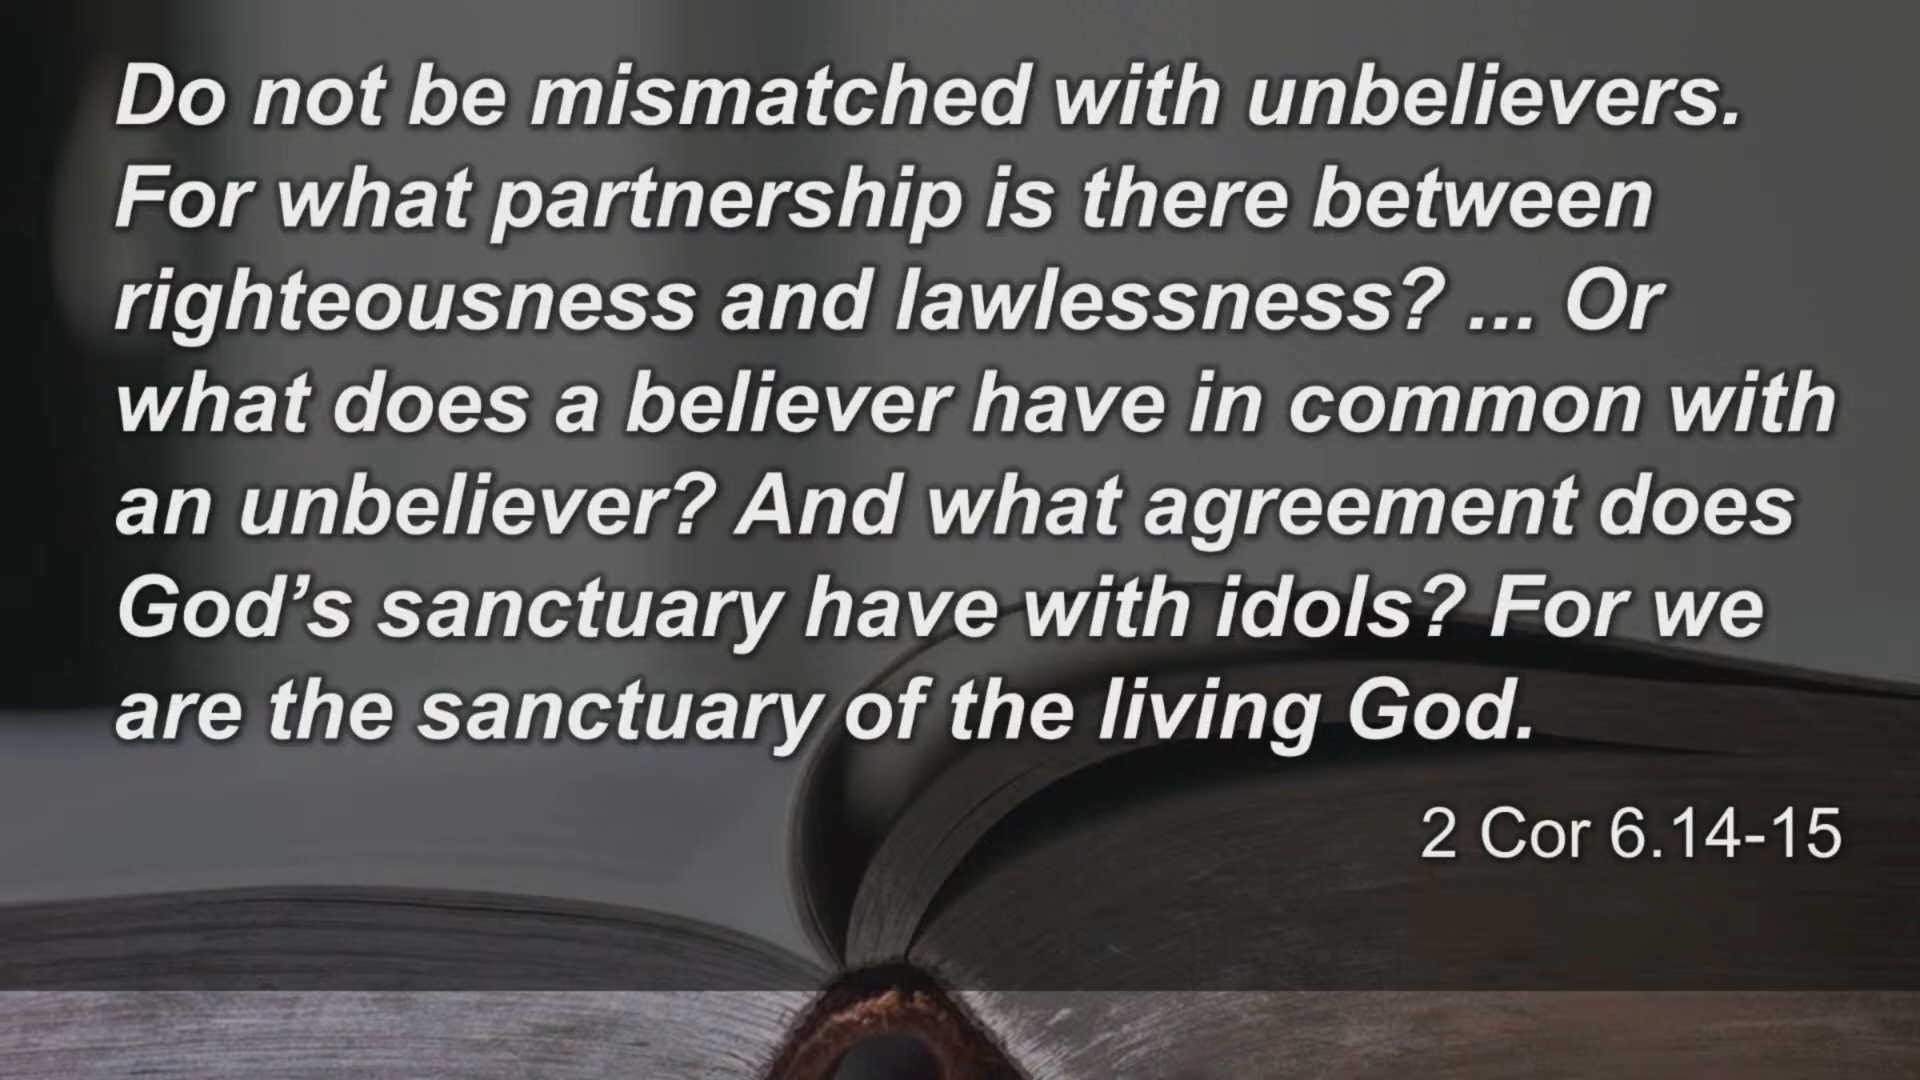 Do not be mismatched with unbelievers.
For what partnership is there between
righteousness and lawlessness? ... Or
what does a believer have in common with
an unbeliever? And what agreement does
God’s sanctuary have with idols? For we
are the sanctuary of the living God.
2 Cor 6.14-15